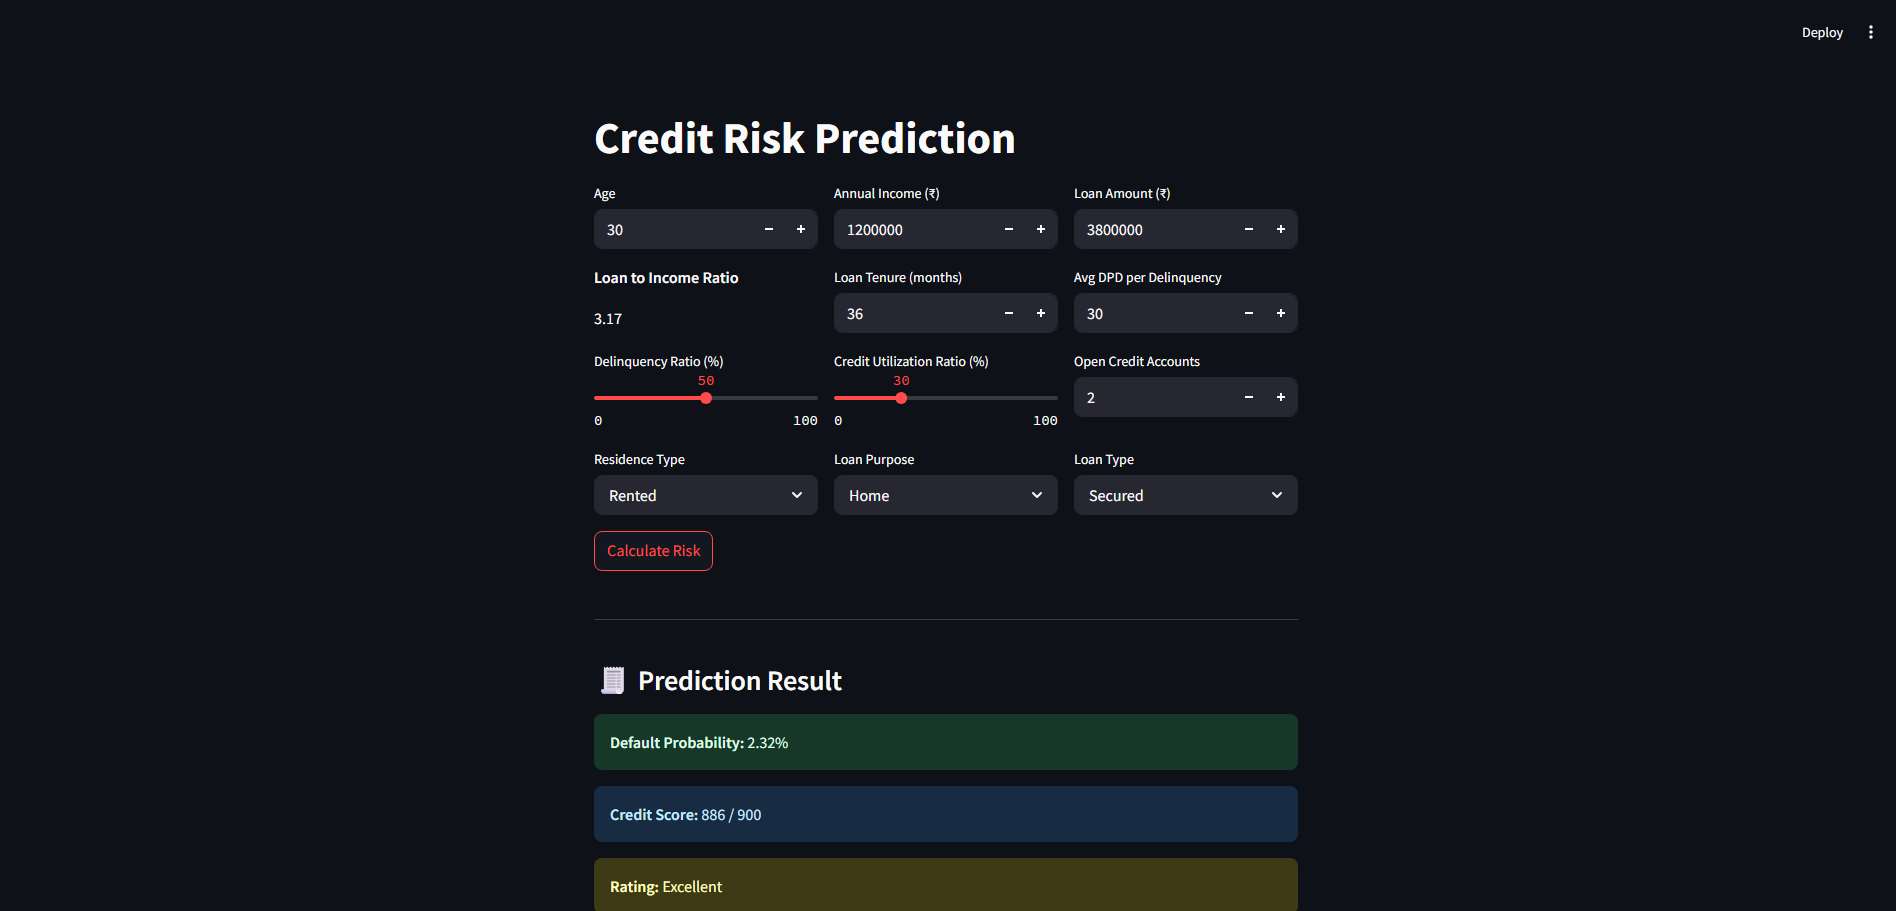 Deploy
Credit Risk Prediction
Age
Annual Income (₹)
Loan Amount (₹)
30
1200000
3800000
Loan to Income Ratio
Loan Tenure (months)
Avg DPD per Delinquency
3.17
36
30
Delinquency Ratio (%)
Credit Utilization Ratio (%)
Open Credit Accounts
50
30
2
0 100
0 100
Residence Type
Loan Purpose
Loan Type
Rented
Home
Secured
Calculate Risk
Prediction Result
Default Probability: 2.32%
Credit Score: 886 / 900
Rating: Excellent